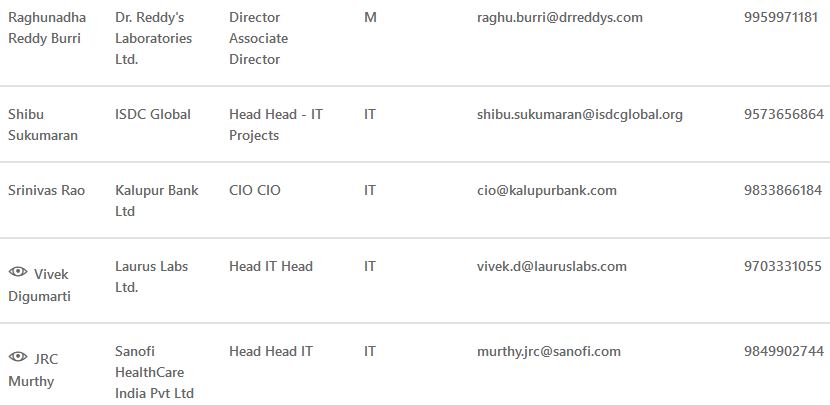 Raghunadha Dr. Reddy's Director M raghu.burri@drreddys.com 9959971181
Reddy Burri Laboratories Associate
Ltd. Director
Shibu ISDC Global Head Head - IT IT shibu.sukumaran@isdcglobal.org 9573656864
Sukumaran Projects
Srinivas Rao Kalupur Bank CIO CIO IT cio@kalupurbank.com 9833866184
Ltd
Vivek Laurus Labs Head IT Head IT vivek.d@lauruslabs.com 9703331055
Digumarti Ltd.
JRC Sanofi Head Head IT IT murthy.jrc@sanofi.com 9849902744
Murthy HealthCare
India Pvt Ltd